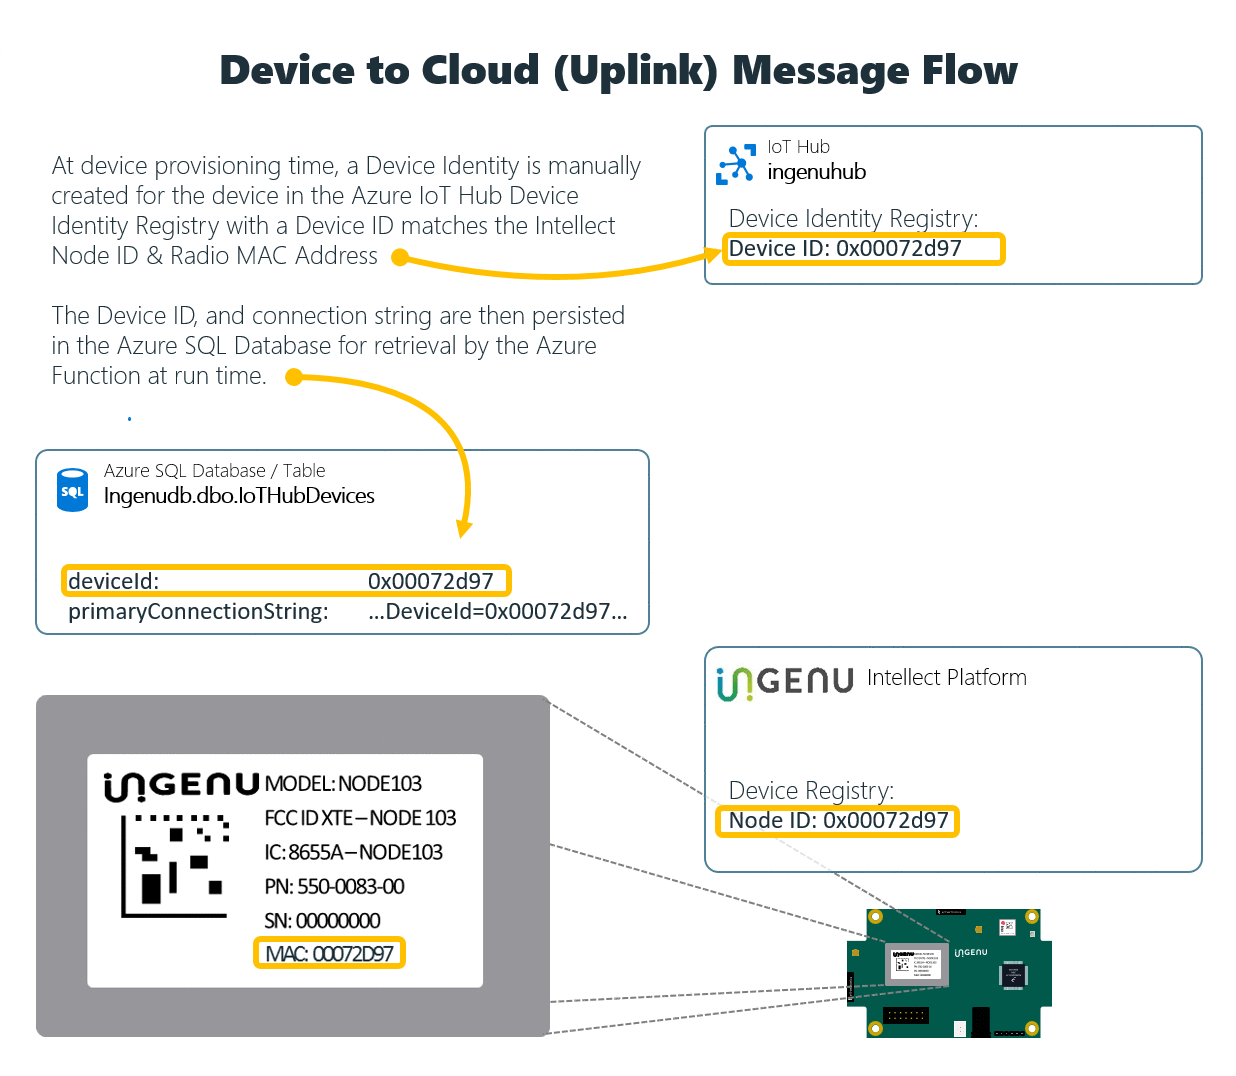 Device to Cloud (Uplink) Message Flow
At device provisioning time, a Device Identity is manually
created for the device in the Azure IoT Hub Device
Identity Registry with a Device ID matches the Intellect
Node ID & Radio MAC Address
The Device ID, and connection string are then persisted
in the Azure SQL Database for retrieval by the Azure
Function at run time.
IoT Hub
ingenuhub
Device Identity Registry:
Device ID: 0x00072d97
SQL
Azure SQL Database / Table
Ingenudb.dbo.IoTHubDevices
deviceId: 0x00072d97
primaryConnectionString: ...DeviceId=0x00072d97...
INGENU Intellect Platform
Device Registry:
Node ID: 0x00072d97
INGENU
MODEL: NODE103
FCC ID XTE – NODE 103
IC: 8655A – NODE103
PN: 550-0083-00
SN: 00000000
MAC: 00072D97
INGENU
INGENU